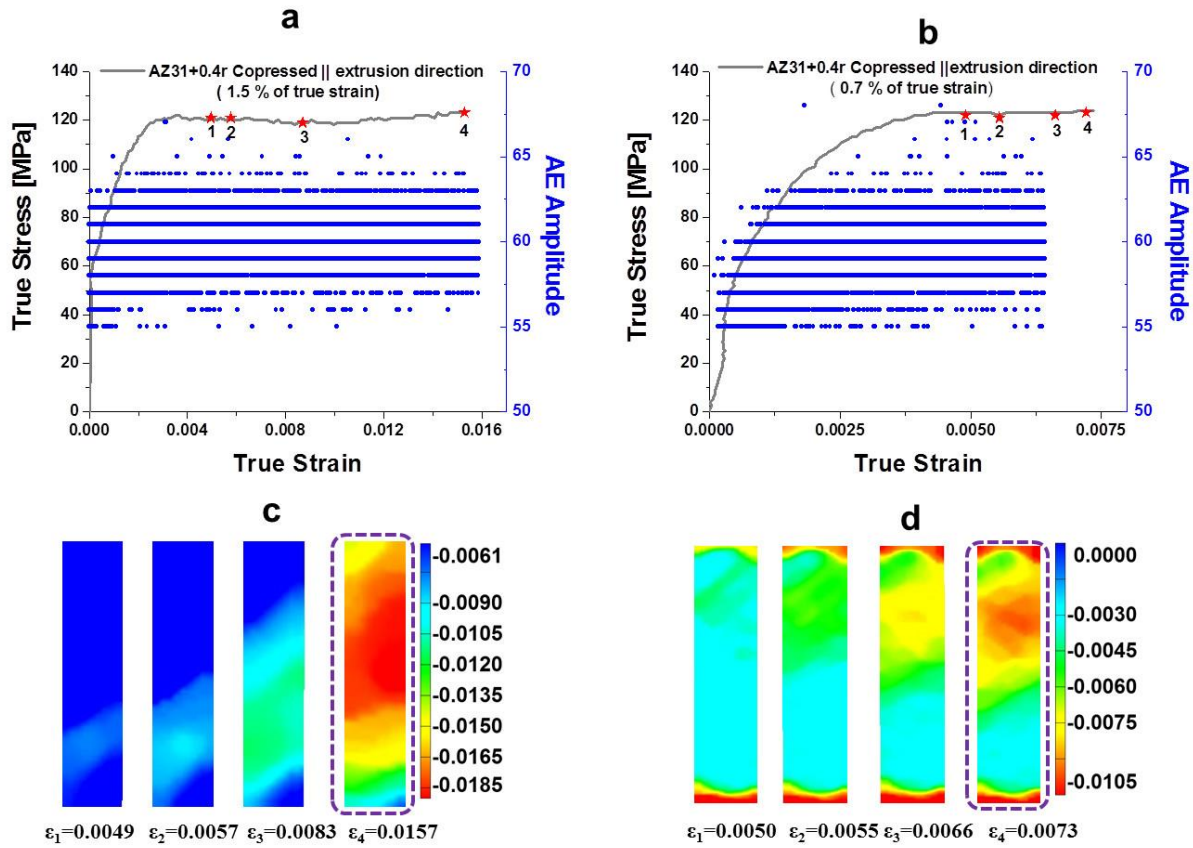 a
AZ31+0.4r Copressed || extrusion direction
( 1.5 % of true strain)
True Stress [MPa]
140
120
100
80
60
40
20
0
1
2
3
4
70
65
60
55
50
AE Amplitude
0.000
0.004
0.008
0.012
0.016
True Strain
b
AZ31+0.4r Copressed ||extrusion direction
( 0.7 % of true strain)
True Stress [MPa]
140
120
100
80
60
40
20
0
1
2
3
4
70
65
60
55
50
AE Amplitude
0.0000
0.0025
0.0050
0.0075
True Strain
c
-0.0061
-0.0090
-0.0105
-0.0120
-0.0135
-0.0150
-0.0165
-0.0185
ε1=0.0049
ε2=0.0057
ε3=0.0083
ε4=0.0157
d
0.0000
-0.0030
-0.0045
-0.0060
-0.0075
-0.0105
ε1=0.0050
ε2=0.0055
ε3=0.0066
ε4=0.0073